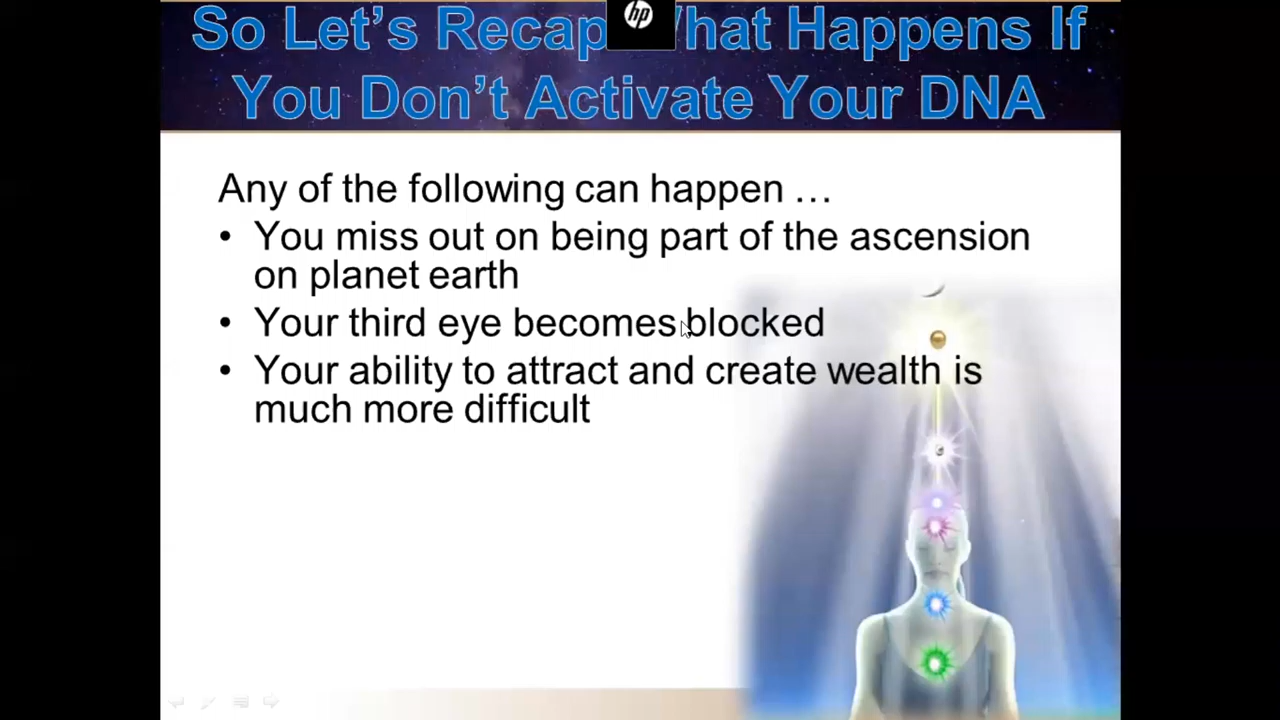 So Let's Recap What Happens If
You Don't Activate Your DNA
hp
Any of the following can happen …
• You miss out on being part of the ascension
on planet earth
• Your third eye becomes blocked
• Your ability to attract and create wealth is
much more difficult